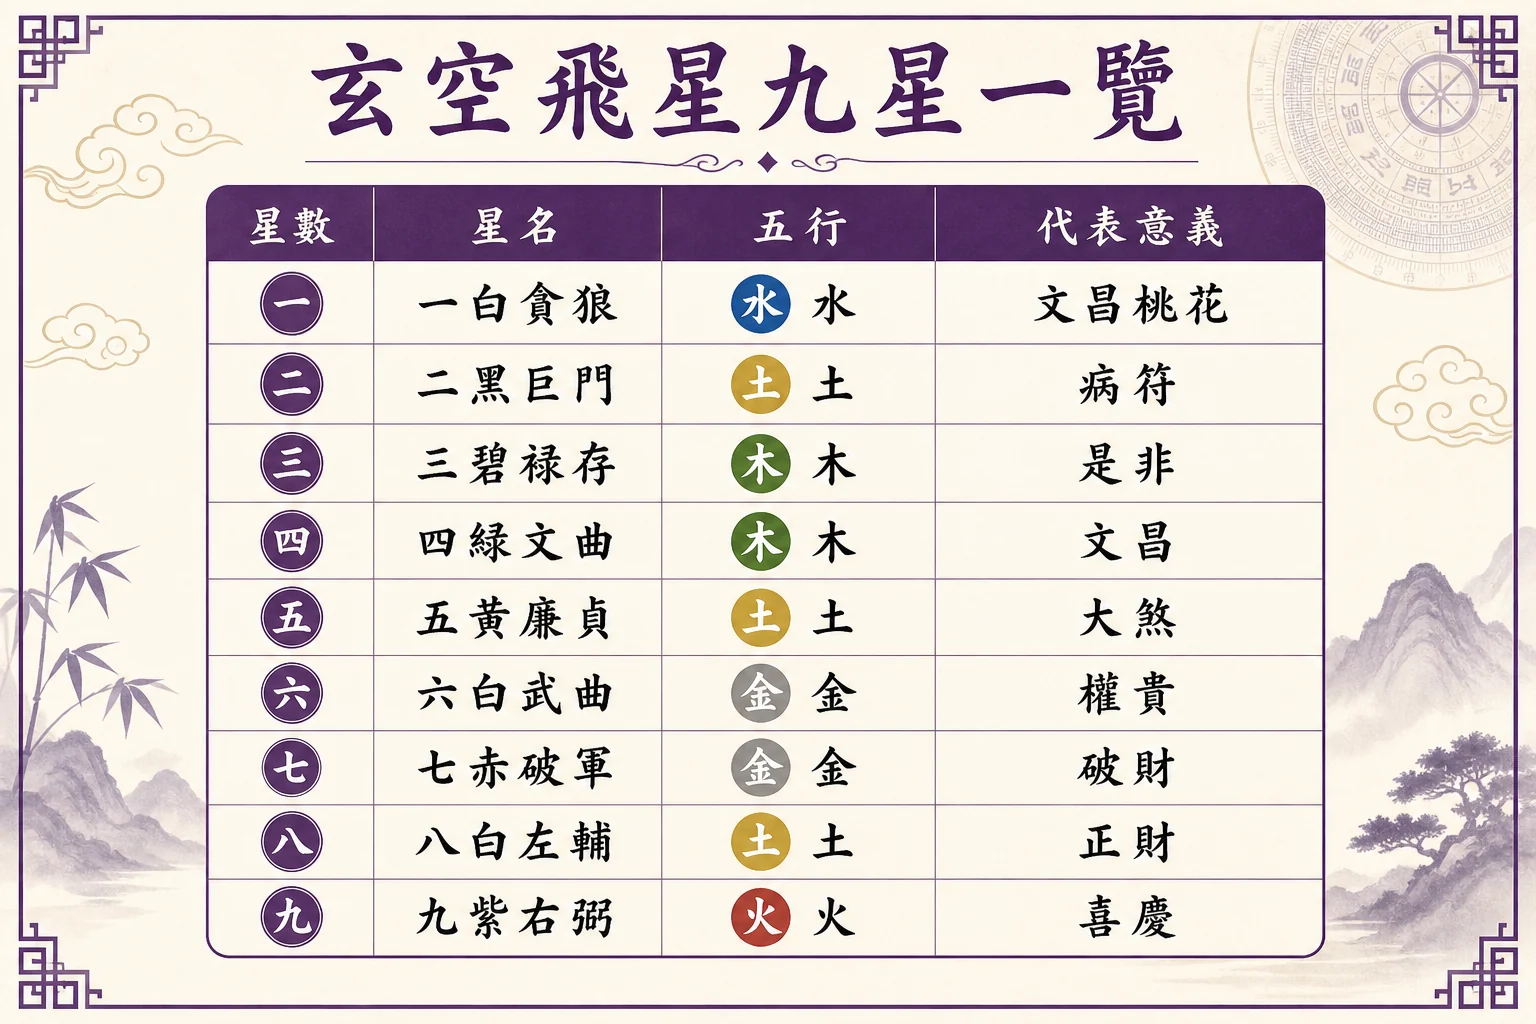 玄空飛星九星一覽
星數 星名 五行 代表意義
一 一白貪狼 水 水 文昌桃花
二 二黑巨門 土 土 病符
三 三碧禄存 木 木 是非
四 四緑文曲 木 木 文昌
五 五黄廉貞 土 土 大煞
六 六白武曲 金 金 權貴
七 七赤破軍 金 金 破財
八 八白左輔 土 土 正財
九 九紫右弼 火 火 喜慶